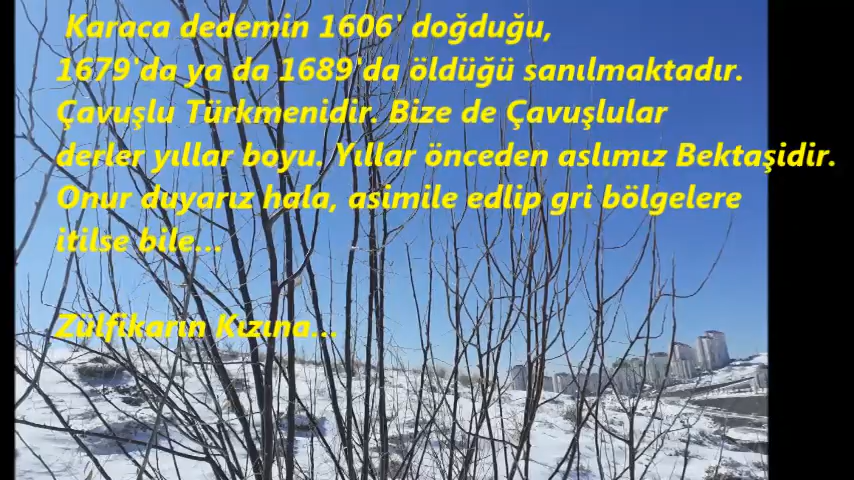 Karaca dedemin 1606' doğduğu,
1679'da ya da 1689'da öldüğü sanılmaktadır.
Çavuşlu Türkmenidir. Bize de Çavuşlular
derler yıllar boyu. Yıllar önceden aslımız Bektaşidir.
Onur duyarız hala, asimile edlip gri bölgelere
itilse bile...
Zülfikarın Kızına...